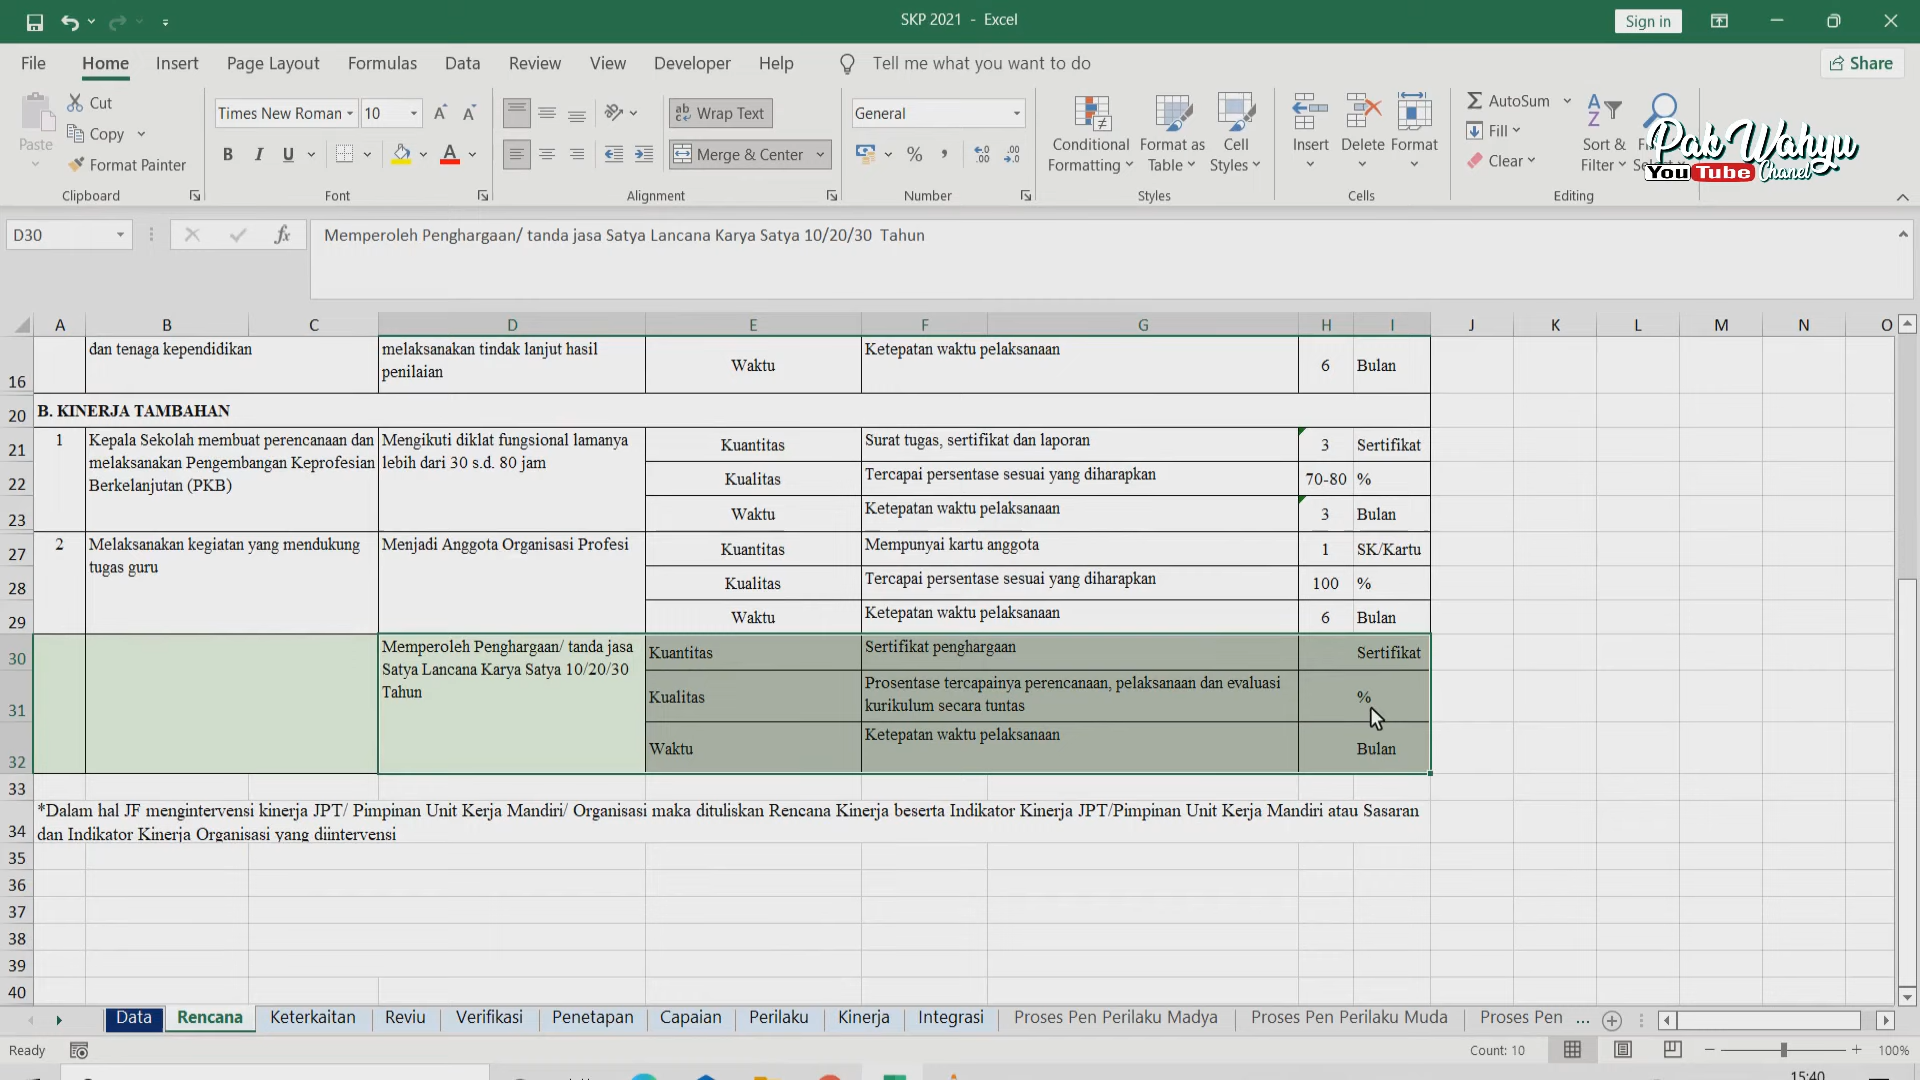 SKP 2021 - Excel
Sign in
File Home Insert Page Layout Formulas Data Review View Developer Help Tell me what you want to do
Share
Paste
Cut
Copy
Format Painter
Clipboard
Times New Roman 10
B I U A
Font
Wrap Text
Merge & Center
Alignment
General
% ,
Number
Conditional
Formatting
Format as
Table
Cell
Styles
Styles
Insert Delete Format
Cells
AutoSum
Fill
Clear
Sort &
Filter
Editing
Pak Wahyu
YouTube Chanel
D30
fx
Memperoleh Penghargaan/ tanda jasa Satya Lancana Karya Satya 10/20/30 Tahun
A B C D E F G H I J K L M N O
16 dan tenaga kependidikan
melaksanakan tindak lanjut hasil
penilaian
Waktu Ketepatan waktu pelaksanaan 6 Bulan
20 B. KINERJA TAMBAHAN
21 1 Kepala Sekolah membuat perencanaan dan
melaksanakan Pengembangan Keprofesian
Berkelanjutan (PKB)
Mengikuti diklat fungsional lamanya
lebih dari 30 s.d. 80 jam
Kuantitas Surat tugas, sertifikat dan laporan 3 Sertifikat
22 Kualitas Tercapai persentase sesuai yang diharapkan 70-80 %
23 Waktu Ketepatan waktu pelaksanaan 3 Bulan
27 2 Melaksanakan kegiatan yang mendukung
tugas guru
Menjadi Anggota Organisasi Profesi
Kuantitas Mempunyai kartu anggota 1 SK/Kartu
28 Kualitas Tercapai persentase sesuai yang diharapkan 100 %
29 Waktu Ketepatan waktu pelaksanaan 6 Bulan
30 Memperoleh Penghargaan/ tanda jasa
Satya Lancana Karya Satya 10/20/30
Tahun
Kuantitas Sertifikat penghargaan Sertifikat
31 Kualitas Prosentase tercapainya perencanaan, pelaksanaan dan evaluasi
kurikulum secara tuntas
%
32 Waktu Ketepatan waktu pelaksanaan Bulan
33
34 *Dalam hal JF mengintervensi kinerja JPT/ Pimpinan Unit Kerja Mandiri/ Organisasi maka dituliskan Rencana Kinerja beserta Indikator Kinerja JPT/Pimpinan Unit Kerja Mandiri atau Sasaran
dan Indikator Kinerja Organisasi yang diintervensi
35
36
37
38
39
40
Data Rencana Keterkaitan Reviu Verifikasi Penetapan Capaian Perilaku Kinerja Integrasi Proses Pen Perilaku Madya Proses Pen Perilaku Muda Proses Pen ...
Ready
Count: 10
100%
15:40